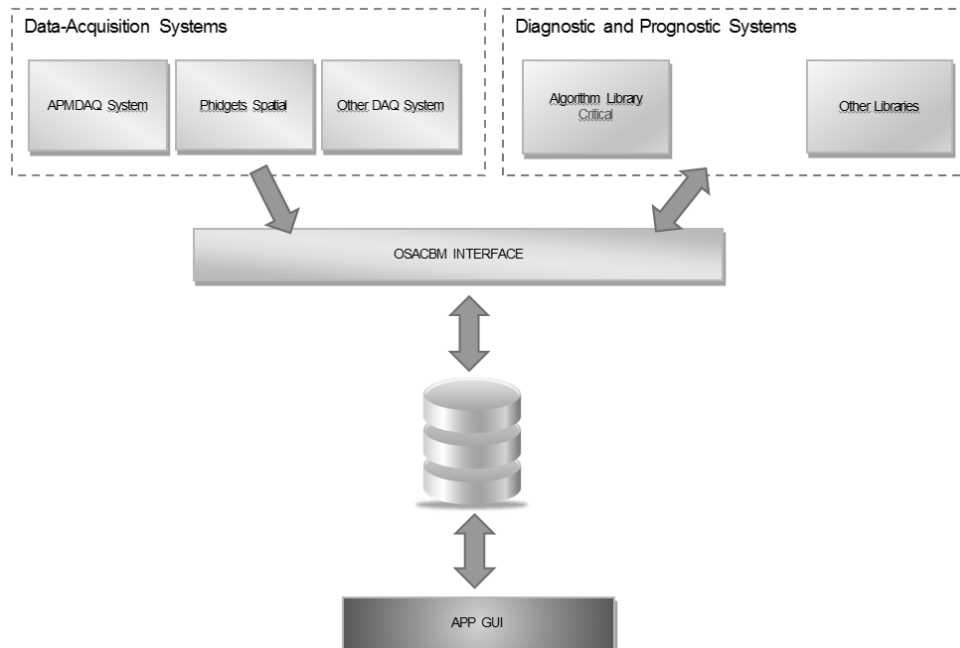 Data-Acquisition Systems
APMDAQ System
Phidgets Spatial
Other DAQ System
Diagnostic and Prognostic Systems
Algorithm Library
Critical
Other Libraries
OSACBM INTERFACE
APP GUI